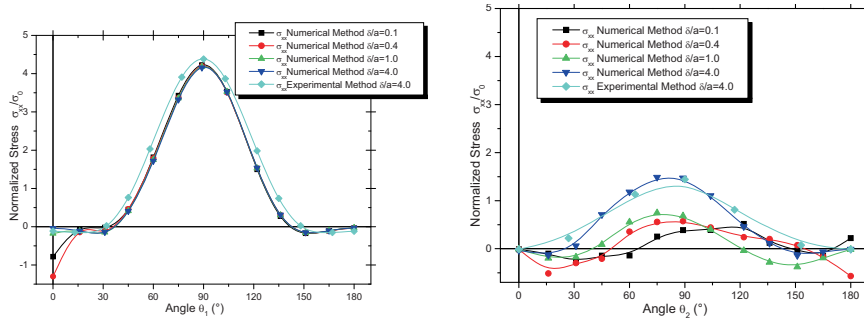 σxx Numerical Method δ/a=0.1
σxx Numerical Method δ/a=0.4
σxx Numerical Method δ/a=1.0
σxx Numerical Method δ/a=4.0
σxxExperimental Method δ/a=4.0
Normalized Stress σxx/σ0
5
4
3
2
1
0
-1
0 30 60 90 120 150 180
Angle θ1 (°)
σxx Numerical Method δ/a=0.1
σxx Numerical Method δ/a=0.4
σxx Numerical Method δ/a=1.0
σxx Numerical Method δ/a=4.0
σxx Experimental Method δ/a=4.0
Normalized Stress σxx/σ0
5
4
3
2
1
0
0 30 60 90 120 150 180
Angle θ2 (°)